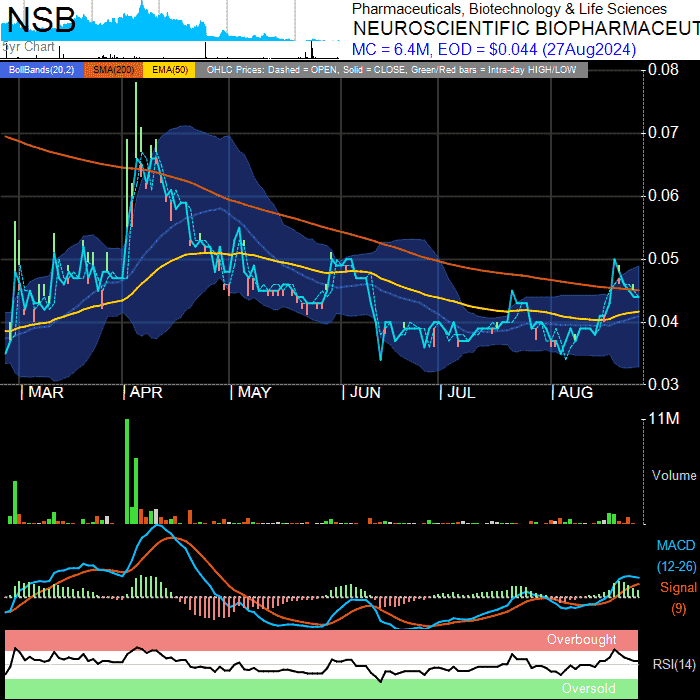 NSB
5yr Chart
Pharmaceuticals, Biotechnology & Life Sciences
NEUROSCIENTIFIC BIOPHARMACEUT
MC = 6.4M, EOD = $0.044 (27Aug2024)
BollBands(20,2) SMA(200) EMA(50) OHLC Prices: Dashed = OPEN, Solid = CLOSE, Green/Red bars = Intra-day HIGH/LOW
0.08
0.07
0.06
0.05
0.04
0.03
| MAR | APR | MAY | JUN | JUL | AUG
11M
Volume
MACD
(12-26)
Signal
(9)
Overbought
RSI(14)
Oversold